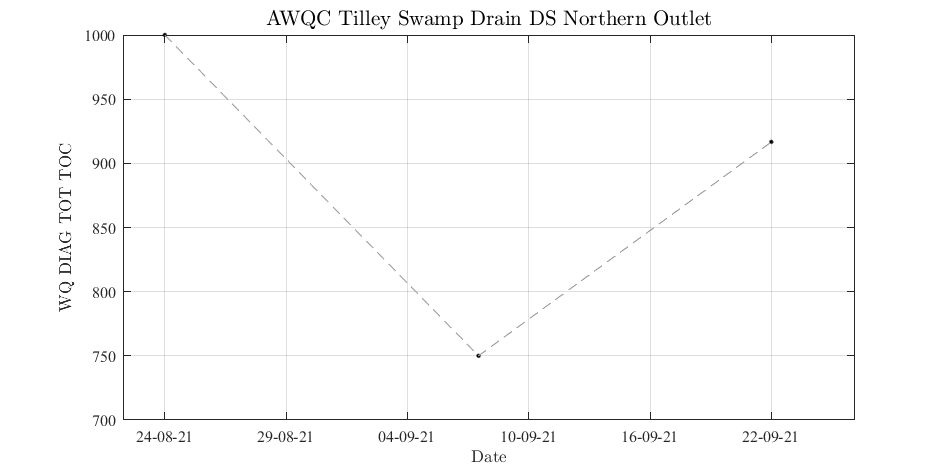 AWQC Tilley Swamp Drain DS Northern Outlet
WQ DIAG TOT TOC
1000
950
900
850
800
750
700
24-08-21 29-08-21 04-09-21 10-09-21 16-09-21 22-09-21
Date